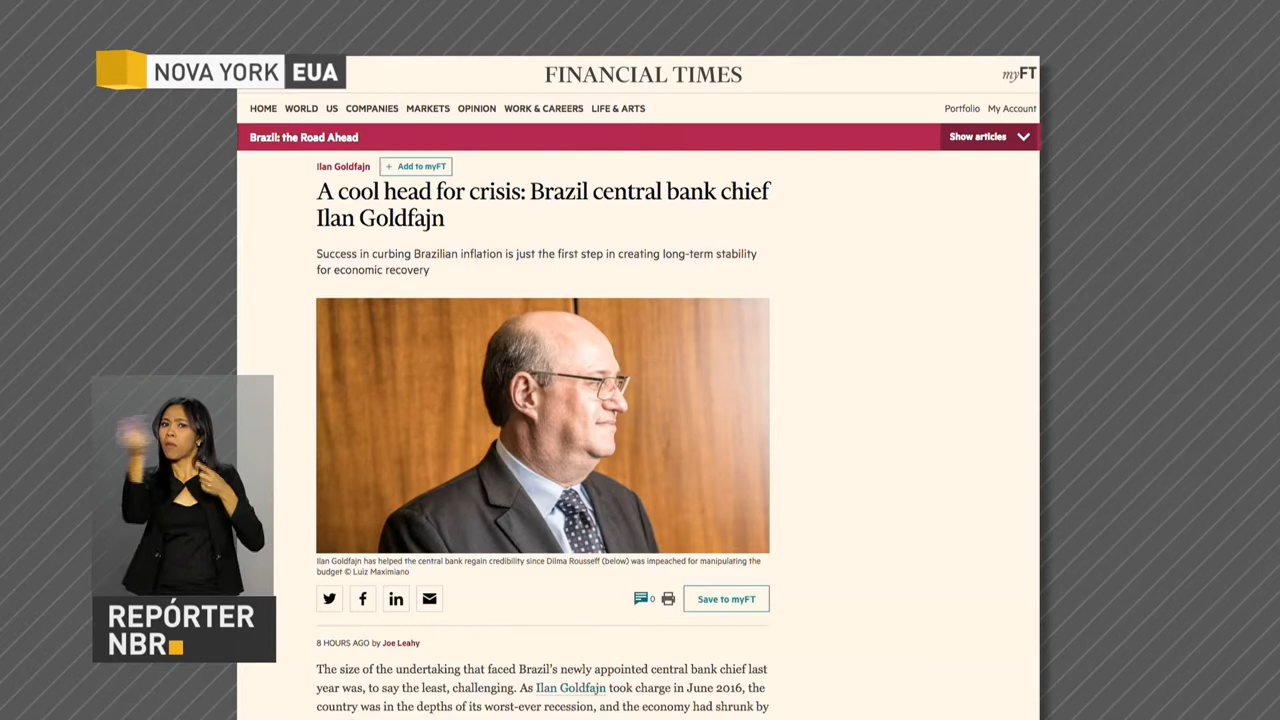 NOVA YORK EUA
FINANCIAL TIMES
myFT
HOME WORLD US COMPANIES MARKETS OPINION WORK & CAREERS LIFE & ARTS
Portfolio My Account
Brazil: the Road Ahead
Show articles
Ilan Goldfajn
+ Add to myFT
A cool head for crisis: Brazil central bank chief
Ilan Goldfajn
Success in curbing Brazilian inflation is just the first step in creating long-term stability
for economic recovery
Ilan Goldfajn has helped the central bank regain credibility since Dilma Rousseff (below) was impeached for manipulating the
budget © Luiz Maximiano
0
Save to myFT
8 HOURS AGO by Joe Leahy
The size of the undertaking that faced Brazil's newly appointed central bank chief last
year was, to say the least, challenging. As Ilan Goldfajn took charge in June 2016, the
country was in the depths of its worst-ever recession, and the economy had shrunk by
REPÓRTER
NBR